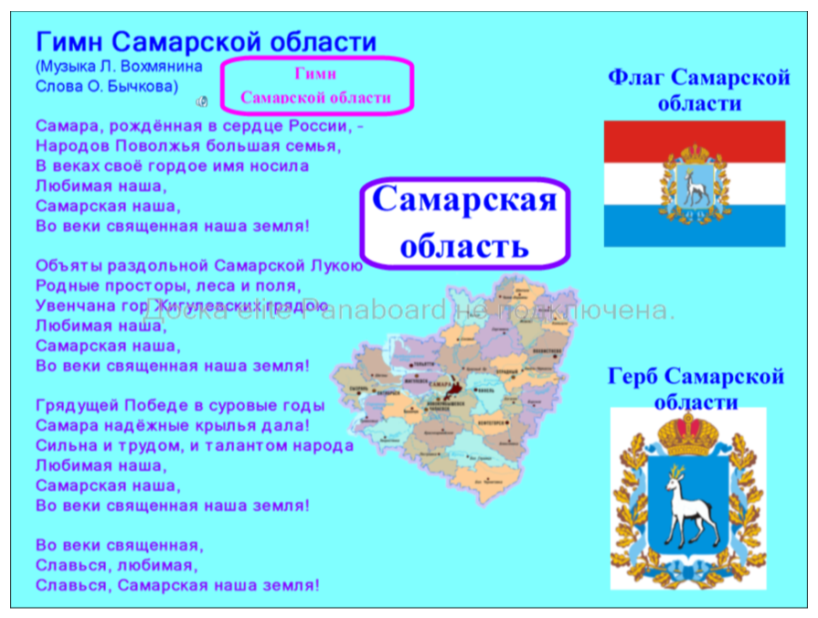 Гимн Самарской области
(Музыка Л. Вохмянина
Слова О. Бычкова)
Гимн
Самарской области
Самара, рождённая в сердце России, –
Народов Поволжья большая семья,
В веках своё гордое имя носила
Любимая наша,
Самарская наша,
Во веки священная наша земля!
Объяты раздольной Самарской Лукою
Родные просторы, леса и поля,
Увенчана гор Жигулевских грядою
Любимая наша,
Самарская наша,
Во веки священная наша земля!
Грядущей Победе в суровые годы
Самара надёжные крылья дала!
Сильна и трудом, и талантом народа
Любимая наша,
Самарская наша,
Во веки священная наша земля!
Во веки священная,
Славься, любимая,
Славься, Самарская наша земля!
Самарская
область
Доска elite Panaboard не подключена.
САМАРА
Флаг Самарской
области
Герб Самарской
области